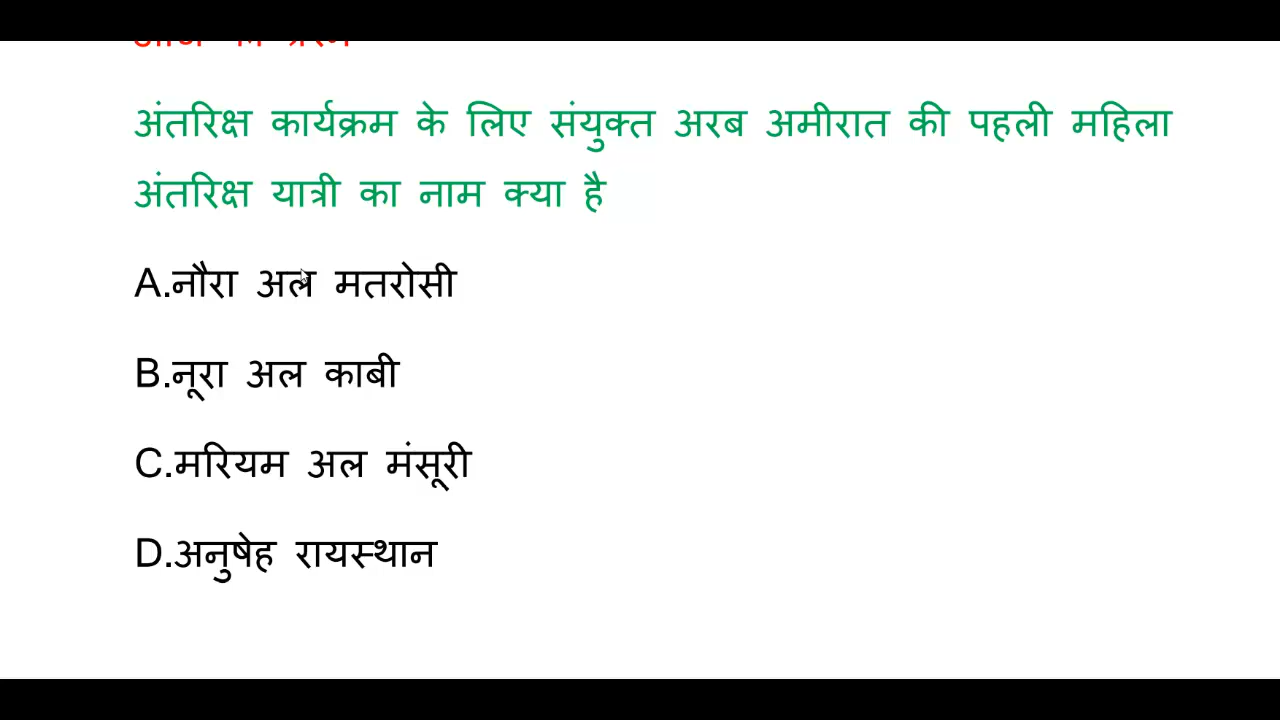 अंतरिक्ष कार्यक्रम के लिए संयुक्त अरब अमीरात की पहली महिला
अंतरिक्ष यात्री का नाम क्या है
A.नौरा अल मतरोसी
B.नूरा अल काबी
C.मरियम अल मंसूरी
D.अनुषेह रायस्थान